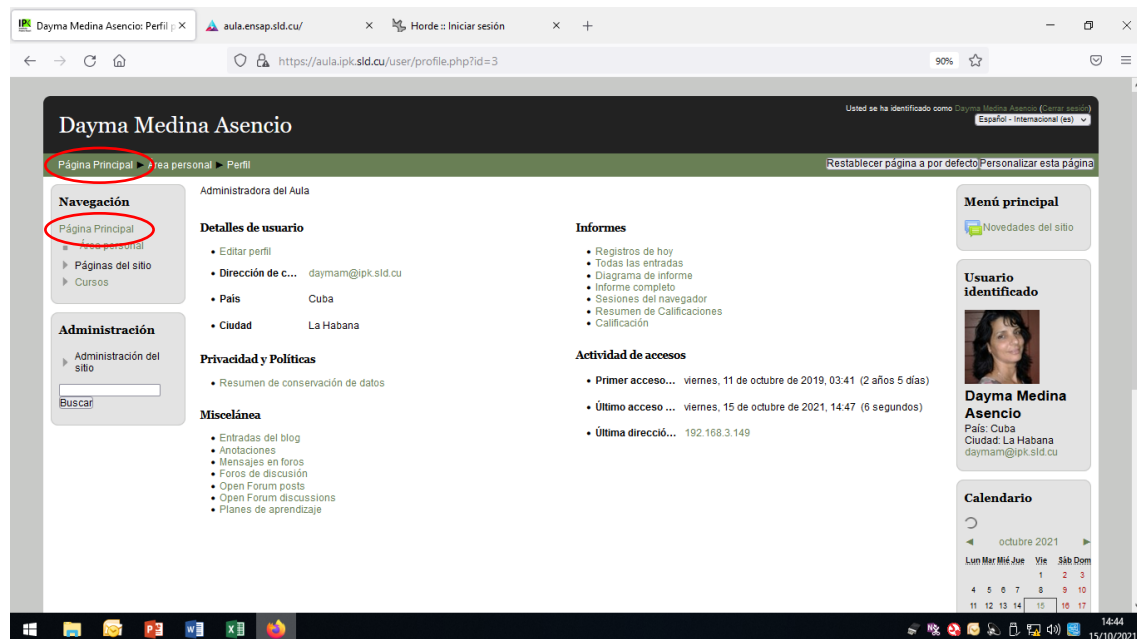 Dayma Medina Asencio: Perfil p
aula.ensap.sld.cu/
Horde :: Iniciar sesión
https://aula.ipk.sld.cu/user/profile.php?id=3
90%
Usted se ha identificado como Dayma Medina Asencio (Cerrar sesión)
Español - Internacional (es)
Dayma Medina Asencio
Página Principal ► Área personal ► Perfil
Restablecer página a por defecto Personalizar esta página
Navegación
Página Principal
Área personal
Páginas del sitio
Cursos
Administración
Administración del
sitio
Buscar
Administradora del Aula
Detalles de usuario
• Editar perfil
• Dirección de c... daymam@ipk.sld.cu
• País Cuba
• Ciudad La Habana
Privacidad y Políticas
• Resumen de conservación de datos
Miscelánea
• Entradas del blog
• Anotaciones
• Mensajes en foros
• Foros de discusión
• Open Forum posts
• Open Forum discussions
• Planes de aprendizaje
Informes
• Registros de hoy
• Todas las entradas
• Diagrama de informe
• Informe completo
• Sesiones del navegador
• Resumen de Calificaciones
• Calificación
Actividad de accesos
• Primer acceso... viernes, 11 de octubre de 2019, 03:41 (2 años 5 días)
• Último acceso ... viernes, 15 de octubre de 2021, 14:47 (6 segundos)
• Última direcció... 192.168.3.149
Menú principal
Novedades del sitio
Usuario
identificado
Dayma Medina
Asencio
País: Cuba
Ciudad: La Habana
daymam@ipk.sld.cu
Calendario
◄ octubre 2021 ►
Lun Mar Mié Jue Vie Sáb Dom
1 2 3
4 5 6 7 8 9 10
11 12 13 14 15 16 17
14:44
15/10/202